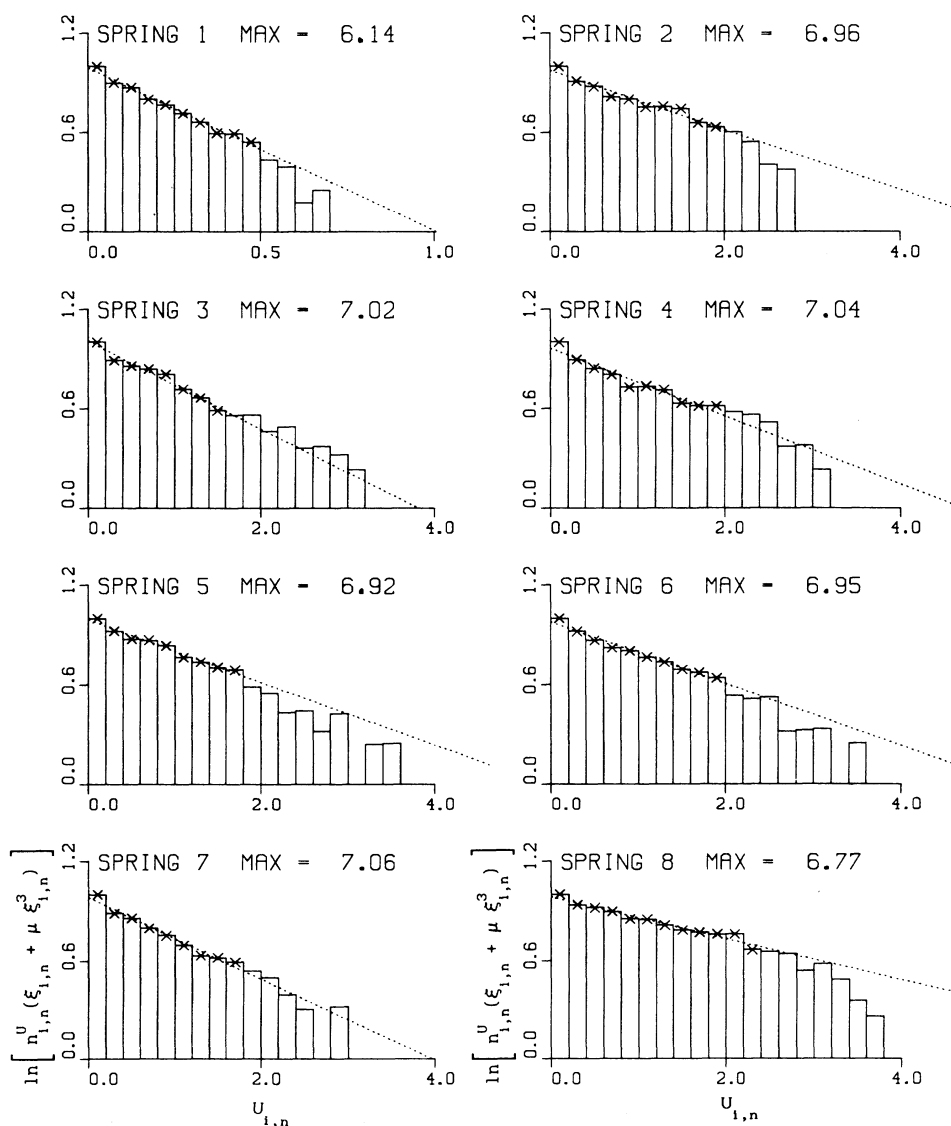 1.2 SPRING 1 MAX = 6.14
0.6
0.0
0.0 0.5 1.0
1.2 SPRING 2 MAX = 6.96
0.6
0.0
0.0 2.0 4.0
1.2 SPRING 3 MAX = 7.02
0.6
0.0
0.0 2.0 4.0
1.2 SPRING 4 MAX = 7.04
0.6
0.0
0.0 2.0 4.0
1.2 SPRING 5 MAX = 6.92
0.6
0.0
0.0 2.0 4.0
1.2 SPRING 6 MAX = 6.95
0.6
0.0
0.0 2.0 4.0
ln[n^U_{i,n}(ξ_{i,n} + μ ξ^3_{i,n})]
1.2 SPRING 7 MAX = 7.06
0.6
0.0
0.0 2.0 4.0
U_{i,n}
ln[n^U_{i,n}(ξ_{i,n} + μ ξ^3_{i,n})]
1.2 SPRING 8 MAX = 6.77
0.6
0.0
0.0 2.0 4.0
U_{i,n}